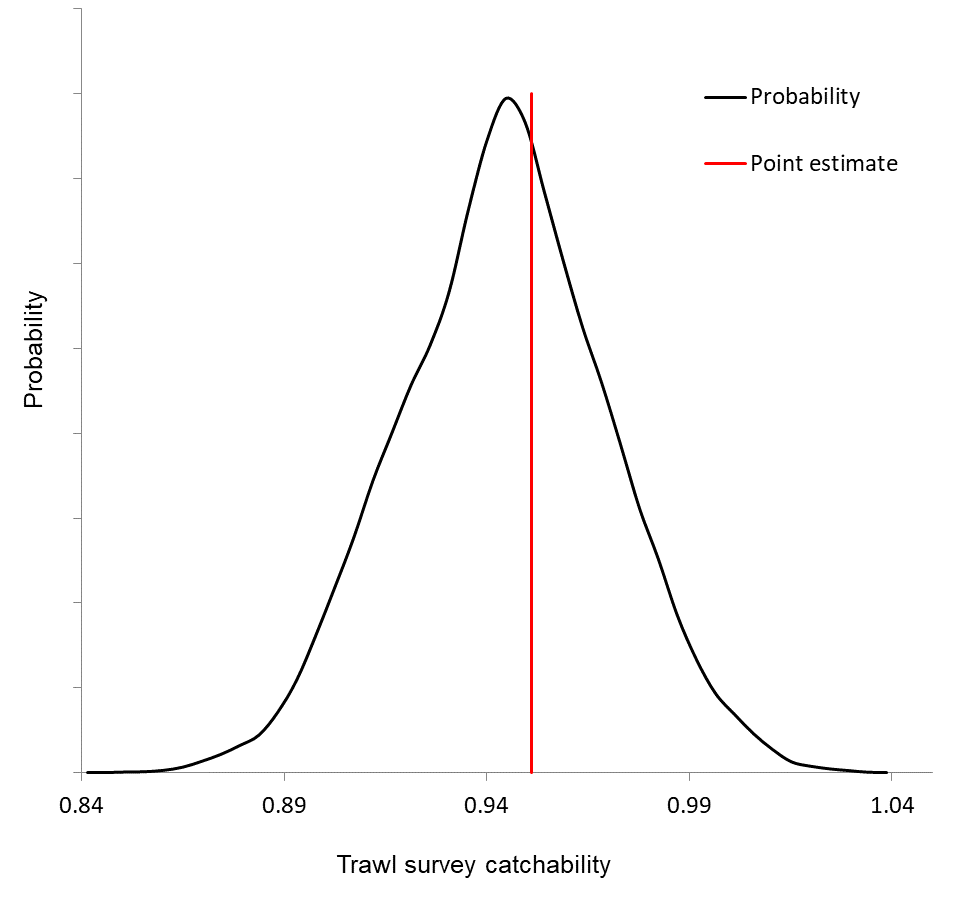 Probability
Point estimate
Probability
0.84
0.89
0.94
0.99
1.04
Trawl survey catchability